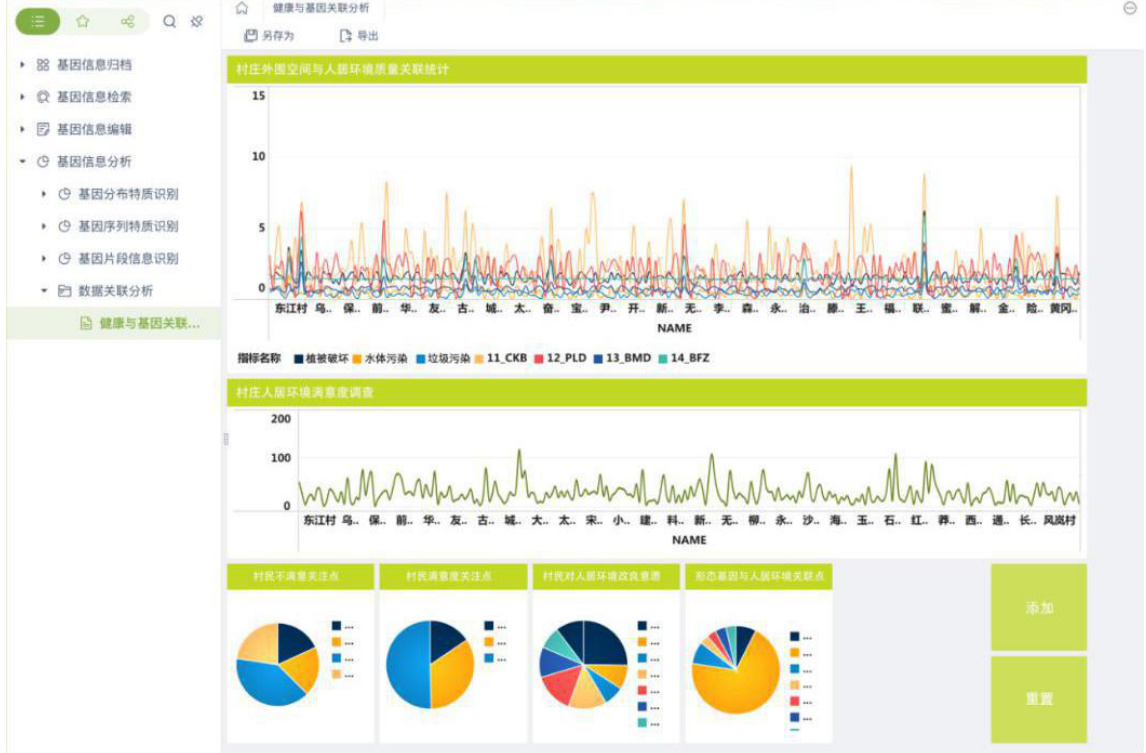 健康与基因关联分析
另存为 导出
基因信息归档
基因信息检索
基因信息编辑
基因信息分析
基因分布特质识别
基因序列特质识别
基因片段信息识别
数据关联分析
健康与基因关联...
村庄外围空间与人居环境质量关联统计
15
10
5
0
东江村 乌.. 保.. 前.. 华.. 友.. 古.. 城.. 太.. 奋.. 宝.. 尹.. 开.. 新.. 无.. 李.. 森.. 永.. 治.. 滕.. 王.. 福.. 联.. 蜜.. 解.. 金.. 险.. 黄冈..
NAME
指标名称 植被破坏 水体污染 垃圾污染 11_CKB 12_PLD 13_BMD 14_BFZ
村庄人居环境满意度调查
200
100
0
东江村 乌.. 保.. 前.. 华.. 友.. 古.. 城.. 大.. 太.. 宋.. 小.. 建.. 科.. 新.. 无.. 柳.. 永.. 沙.. 海.. 玉.. 石.. 红.. 莽.. 西.. 通.. 长.. 风岚村
NAME
村民不满意关注点 村民满意度关注点 村民对人居环境改良意愿 形态基因与人居环境关联点
... ... ... ...
... ... ... ...
... ... ... ...
... ... ...
... ...
... ...
...
添加
重置